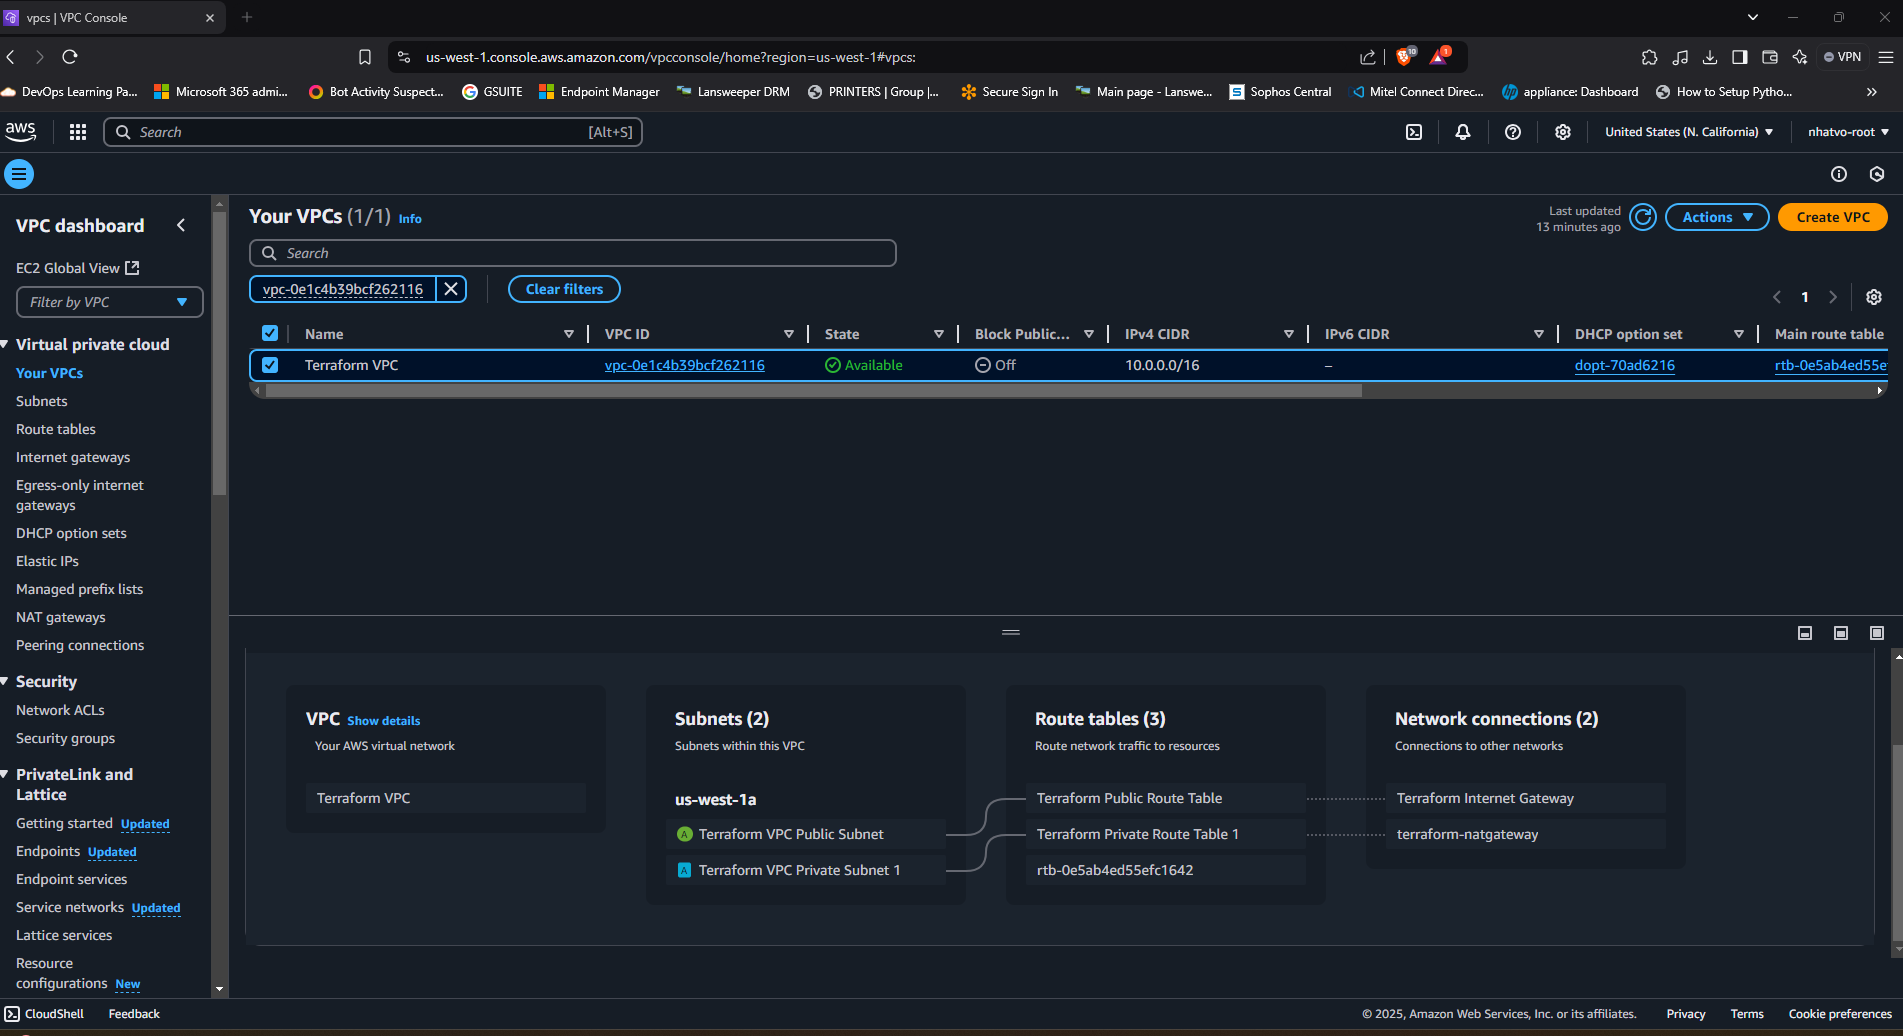 vpcs | VPC Console
us-west-1.console.aws.amazon.com/vpcconsole/home?region=us-west-1#vpcs:
10
1
VPN
DevOps Learning Pa...
Microsoft 365 admi...
Bot Activity Suspect...
GSUITE
Endpoint Manager
Lansweeper DRM
PRINTERS | Group |...
Secure Sign In
Main page - Lanswe...
Sophos Central
Mitel Connect Direc...
appliance: Dashboard
How to Setup Pytho...
aws
Search
[Alt+S]
United States (N. California)
nhatvo-root
VPC dashboard
EC2 Global View
Filter by VPC
Virtual private cloud
Your VPCs
Subnets
Route tables
Internet gateways
Egress-only internet
gateways
DHCP option sets
Elastic IPs
Managed prefix lists
NAT gateways
Peering connections
Security
Network ACLs
Security groups
PrivateLink and
Lattice
Getting started Updated
Endpoints Updated
Endpoint services
Service networks Updated
Lattice services
Resource
configurations New
Your VPCs (1/1) Info
Last updated
13 minutes ago
Actions
Create VPC
Search
vpc-0e1c4b39bcf262116
Clear filters
1
Name
VPC ID
State
Block Public...
IPv4 CIDR
IPv6 CIDR
DHCP option set
Main route table
Terraform VPC
vpc-0e1c4b39bcf262116
Available
Off
10.0.0.0/16
–
dopt-70ad6216
rtb-0e5ab4ed55e
VPC Show details
Your AWS virtual network
Terraform VPC
Subnets (2)
Subnets within this VPC
us-west-1a
A Terraform VPC Public Subnet
A Terraform VPC Private Subnet 1
Route tables (3)
Route network traffic to resources
Terraform Public Route Table
Terraform Private Route Table 1
rtb-0e5ab4ed55efc1642
Network connections (2)
Connections to other networks
Terraform Internet Gateway
terraform-natgateway
CloudShell
Feedback
© 2025, Amazon Web Services, Inc. or its affiliates.
Privacy
Terms
Cookie preferences